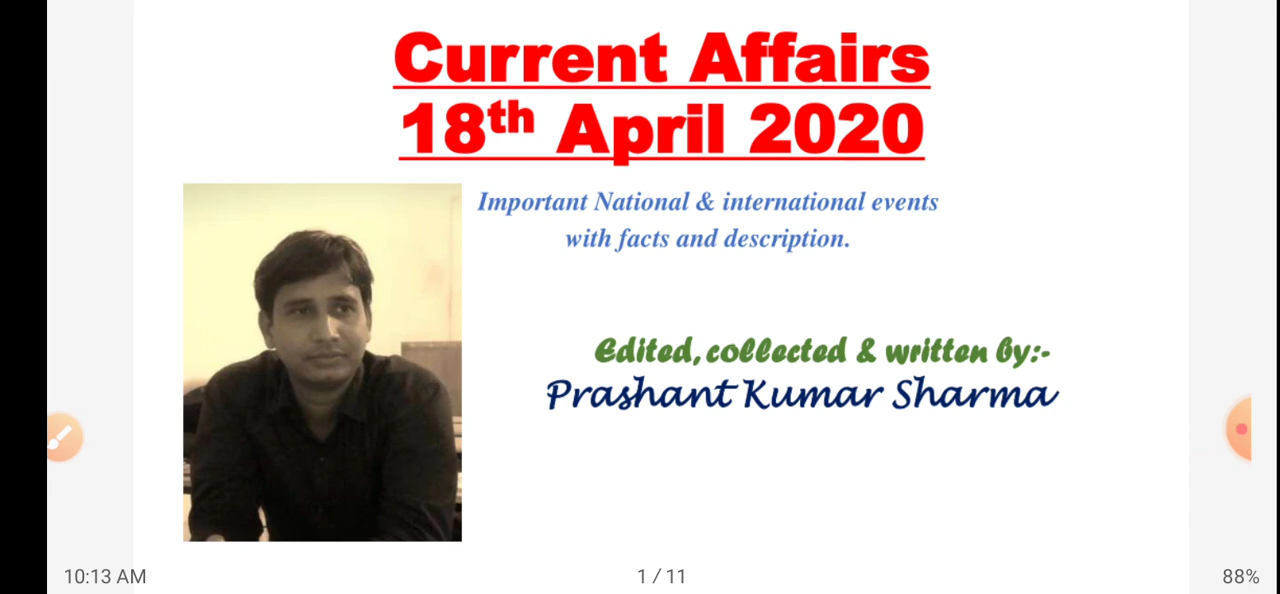 Current Affairs
18th April 2020
Important National & international events
with facts and description.
Edited, collected & written by:-
Prashant Kumar Sharma
10:13 AM
1 / 11
88%